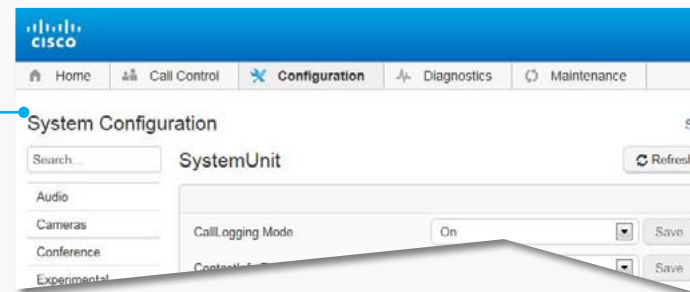 CISCO
Home Call Control Configuration Diagnostics Maintenance
System Configuration
Search... SystemUnit Refresh
Audio
Cameras CallLogging Mode On Save
Conference
Experimental Save